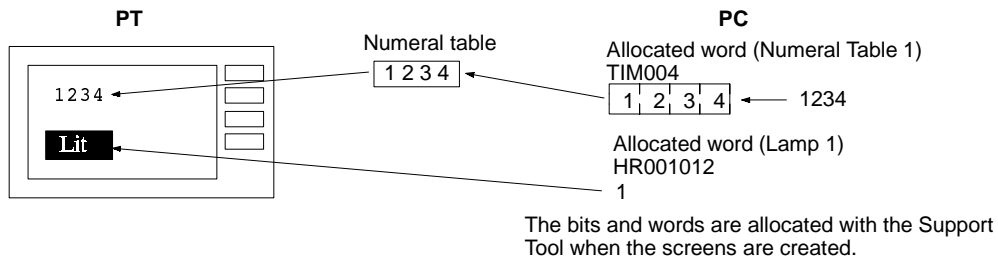 PT
PC
Numeral table
Allocated word (Numeral Table 1)
TIM004
1234
1 2 3 4
1 2 3 4
1234
Lit
Allocated word (Lamp 1)
HR001012
1
The bits and words are allocated with the Support
Tool when the screens are created.